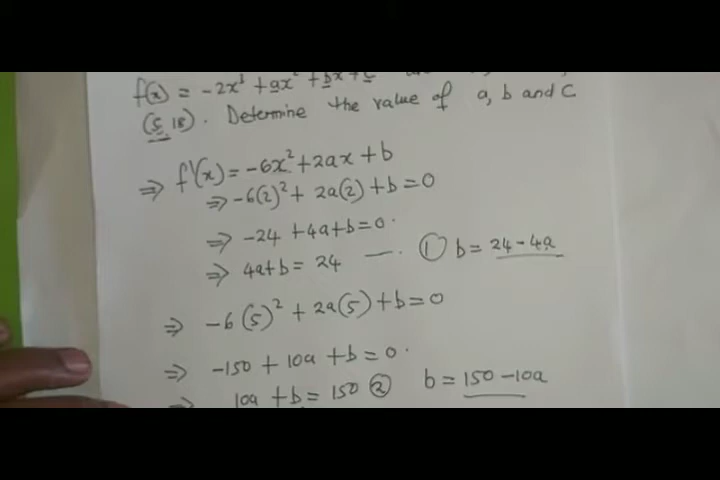 f(x) = -2x³ + ax² + bx + c
(5, 18). Determine the value of a, b and c
⇒ f'(x) = -6x² + 2ax + b
⇒ -6(2)² + 2a(2) + b = 0
⇒ -24 + 4a + b = 0.
⇒ 4a+b = 24 —. ① b = 24 - 4a
⇒ -6(5)² + 2a(5) + b = 0
⇒ -150 + 10a + b = 0.
⇒ 10a + b = 150 ② b = 150 - 10a